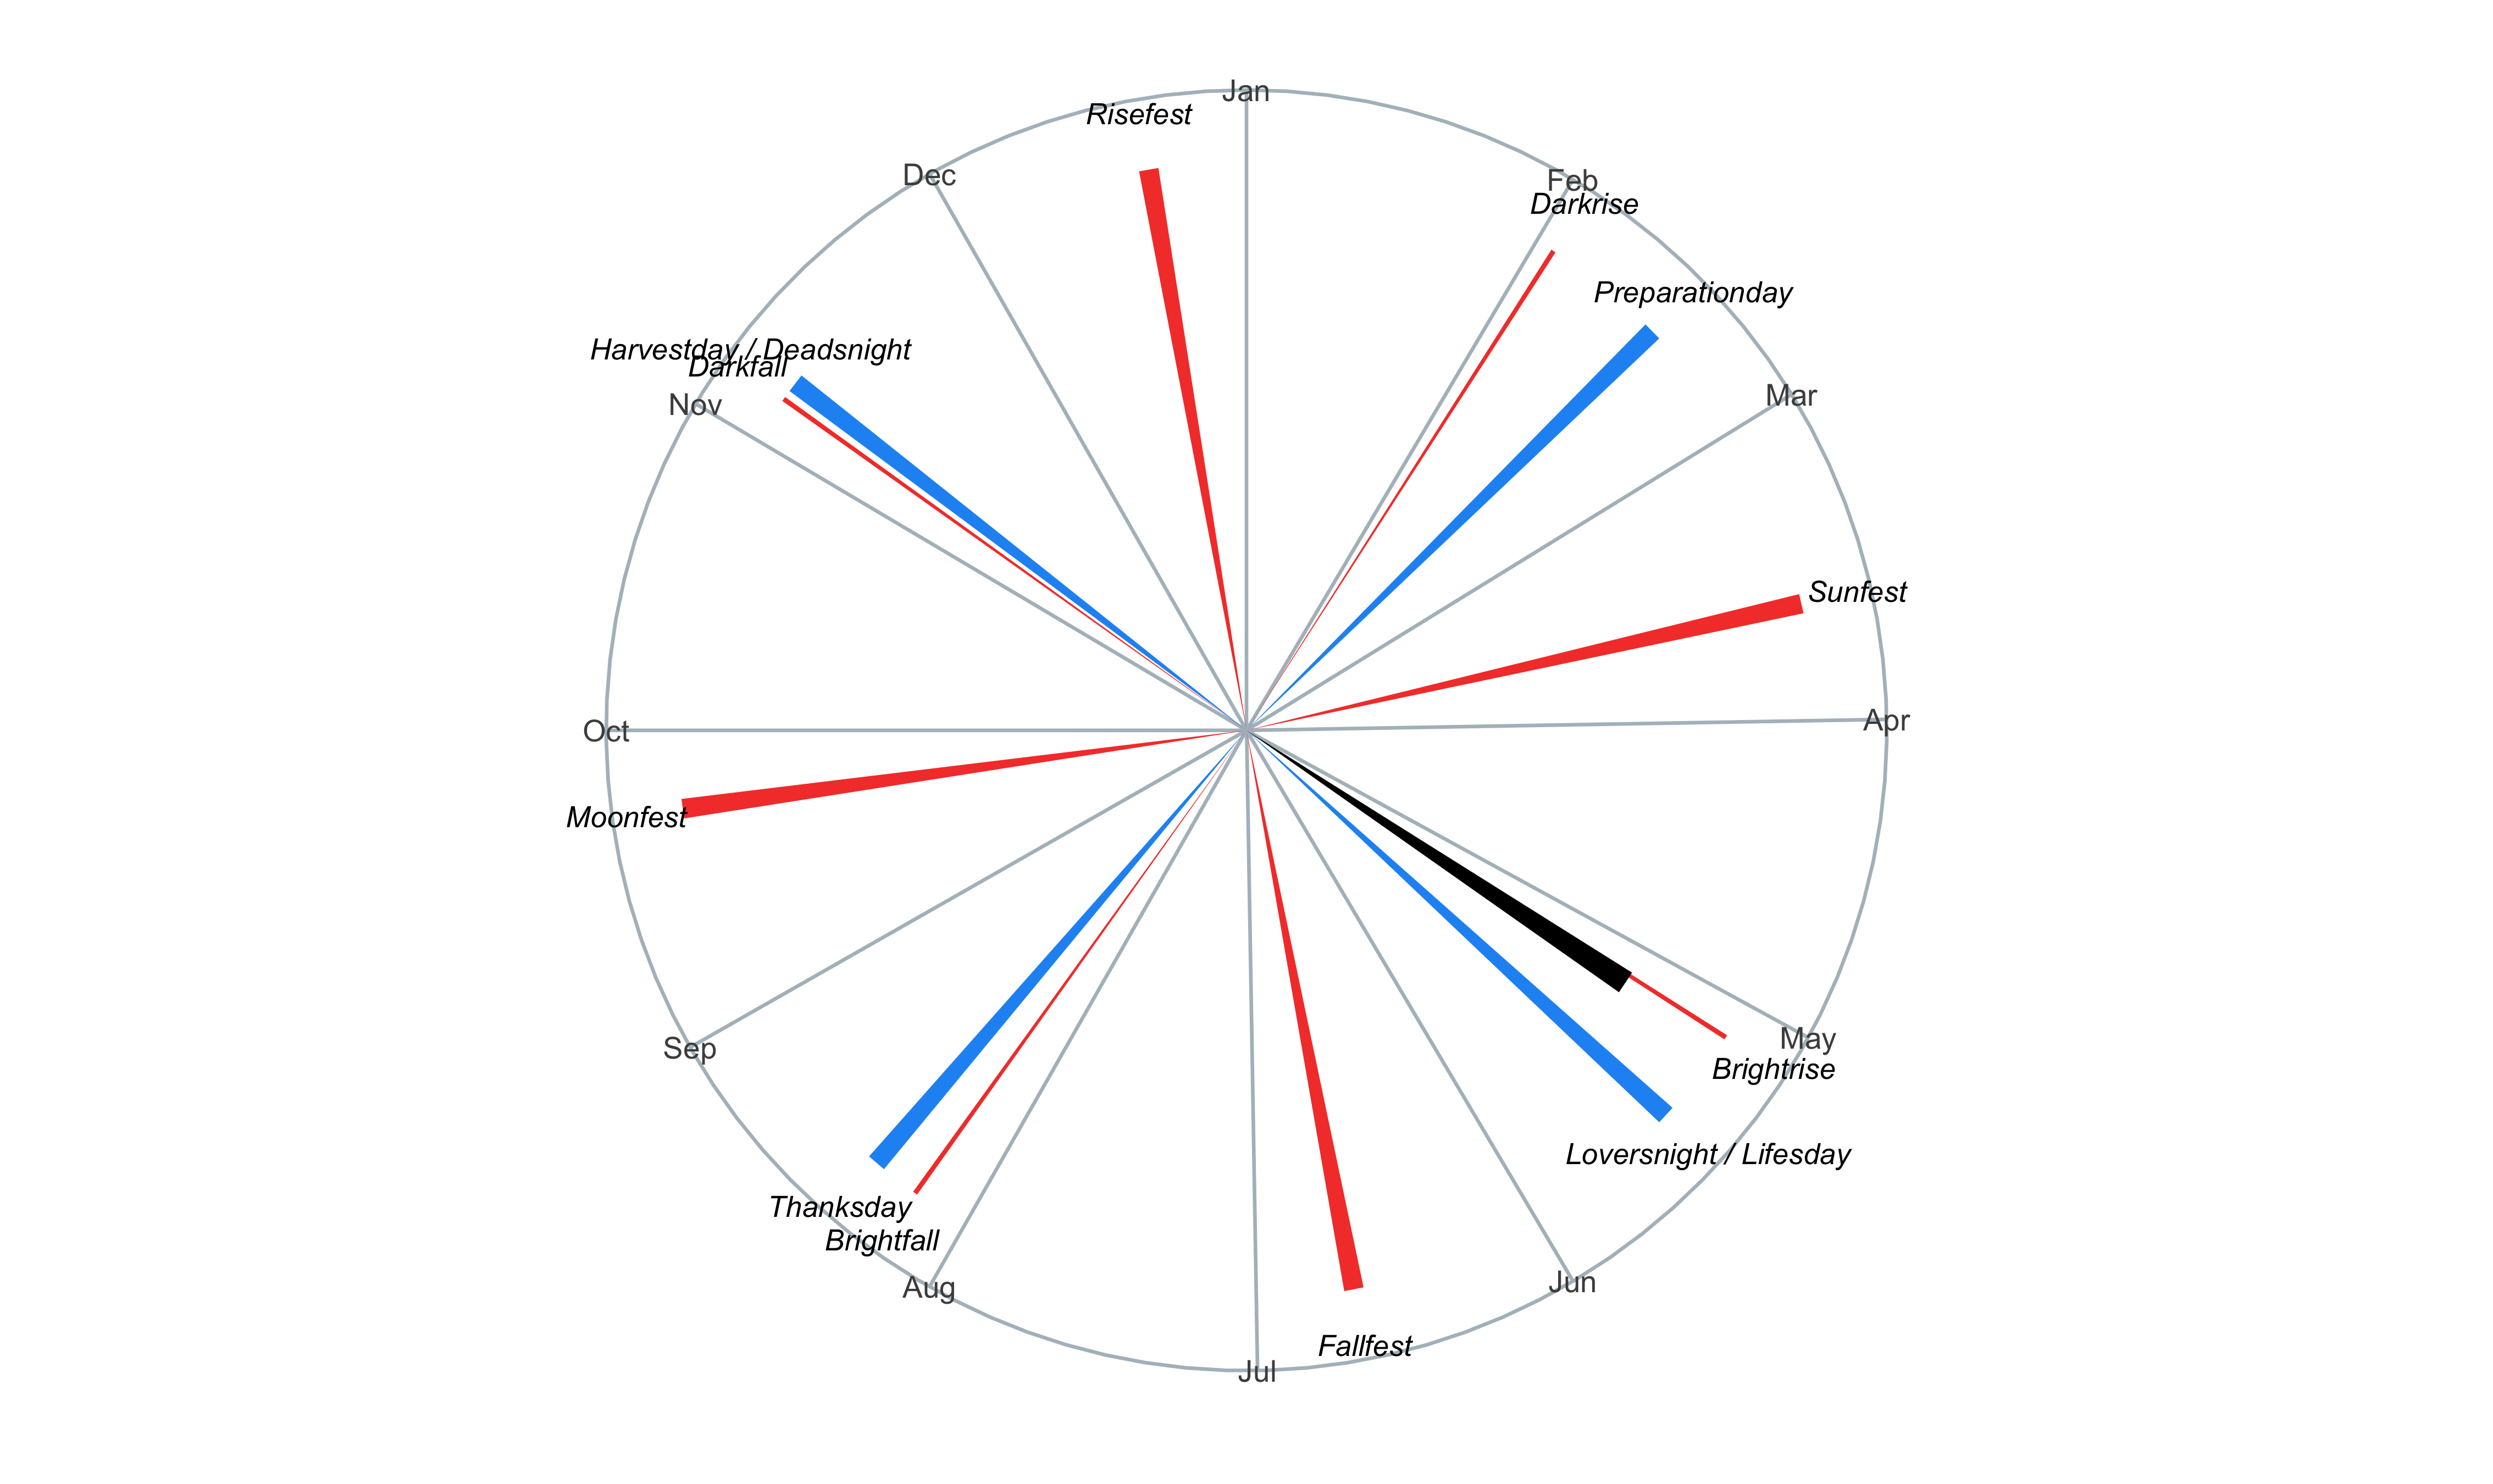 Jan
Risefest
Dec
Feb
Darkrise
Preparationday
Harvestday / Deadsnight
Darkfall
Nov
Mar
Sunfest
Oct
Apr
Moonfest
Sep
May
Brightrise
Loversnight / Lifesday
Thanksday
Brightfall
Aug
Jun
Fallfest
Jul